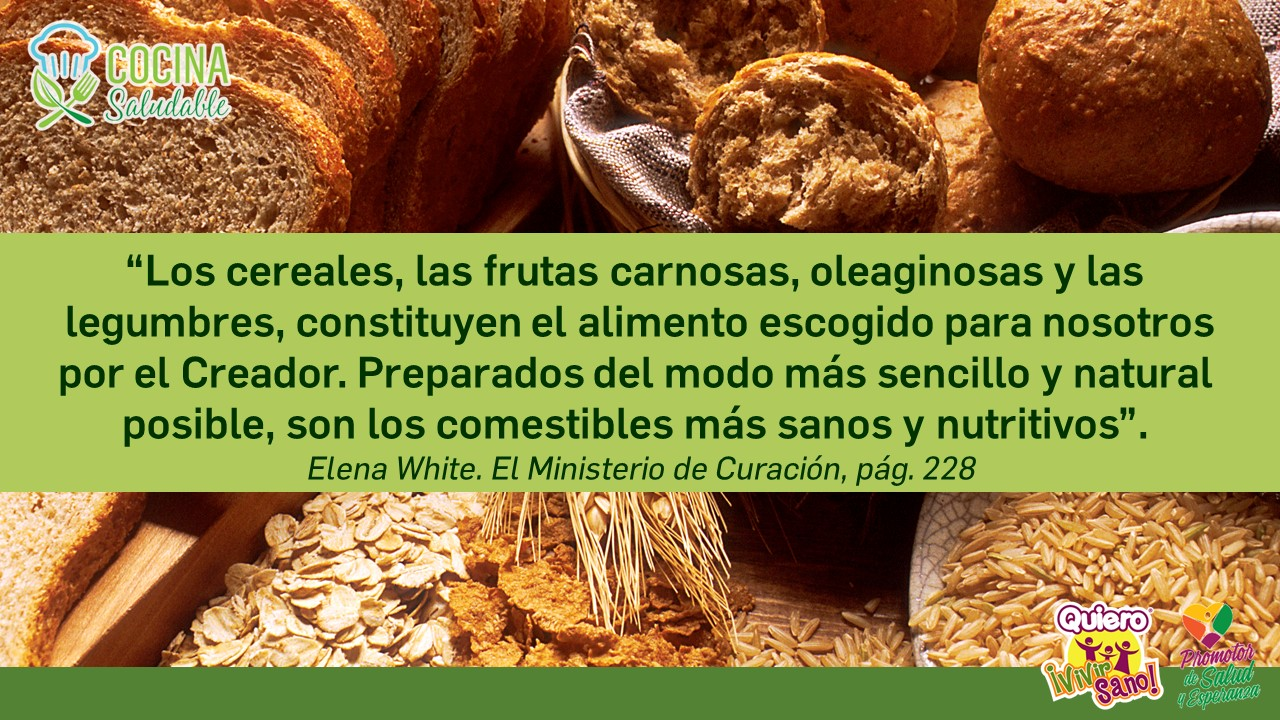 COCINA
Saludable
“Los cereales, las frutas carnosas, oleaginosas y las
legumbres, constituyen el alimento escogido para nosotros
por el Creador. Preparados del modo más sencillo y natural
posible, son los comestibles más sanos y nutritivos”.
Elena White. El Ministerio de Curación, pág. 228
Quiero
¡Vivir
Sano!
Promotor
de Salud
y Esperanza